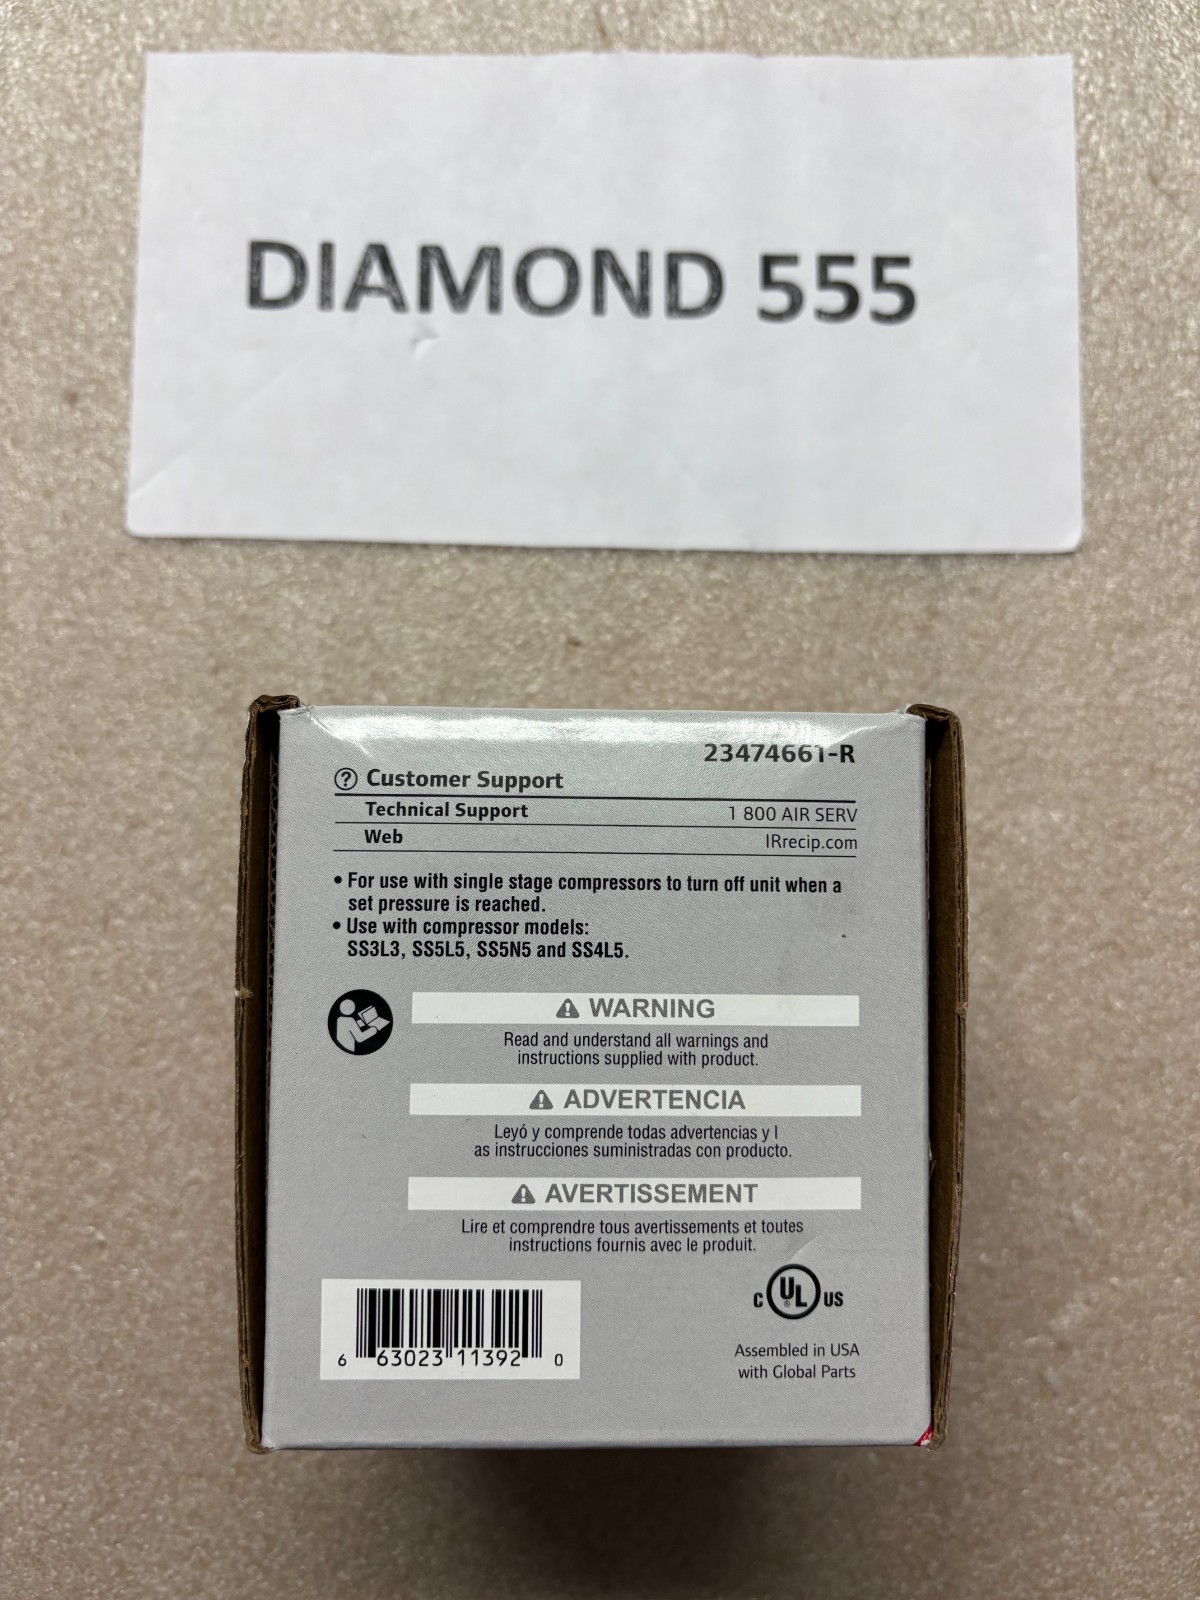 DIAMOND 555
23474661-R
? Customer Support
Technical Support 1 800 AIR SERV
Web IRrecip.com
• For use with single stage compressors to turn off unit when a
set pressure is reached.
• Use with compressor models:
SS3L3, SS5L5, SS5N5 and SS4L5.
WARNING
Read and understand all warnings and
instructions supplied with product.
ADVERTENCIA
Leyó y comprende todas advertencias y l
as instrucciones suministradas con producto.
AVERTISSEMENT
Lire et comprendre tous avertissements et toutes
instructions fournis avec le produit.
C UL® US
6 63023 11392 0
Assembled in USA
with Global Parts